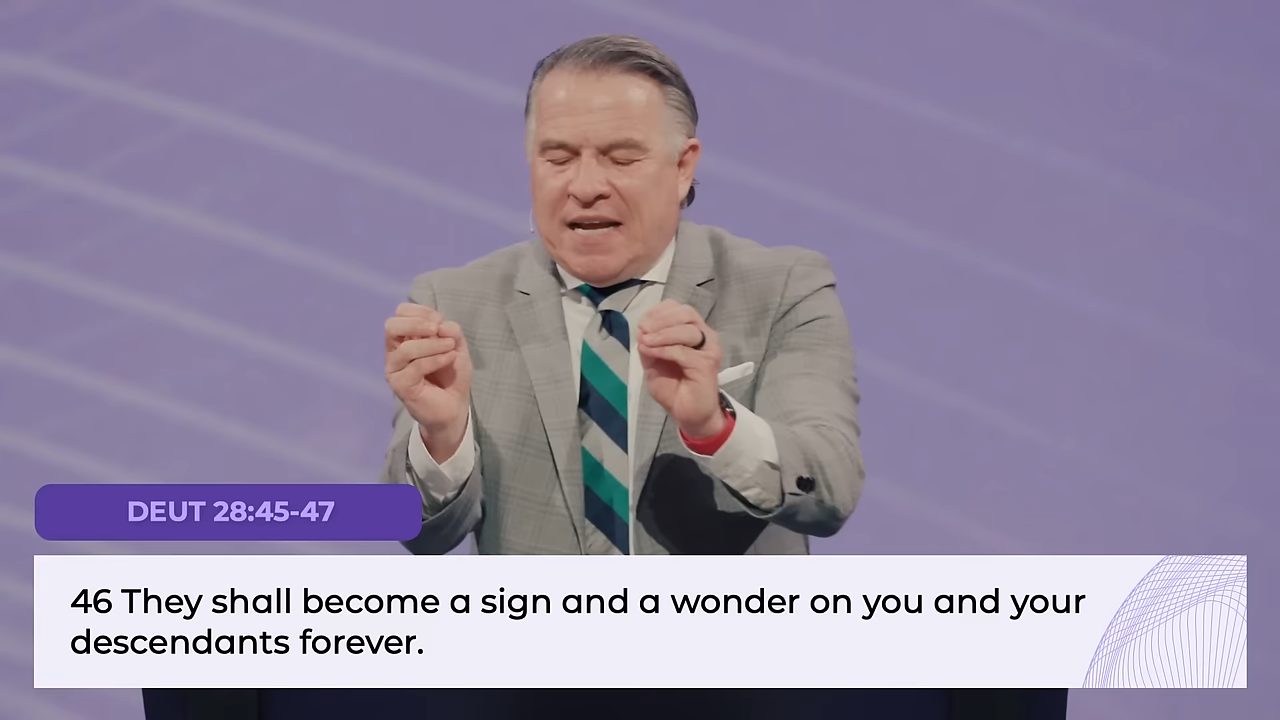 DEUT 28:45-47
46 They shall become a sign and a wonder on you and your
descendants forever.